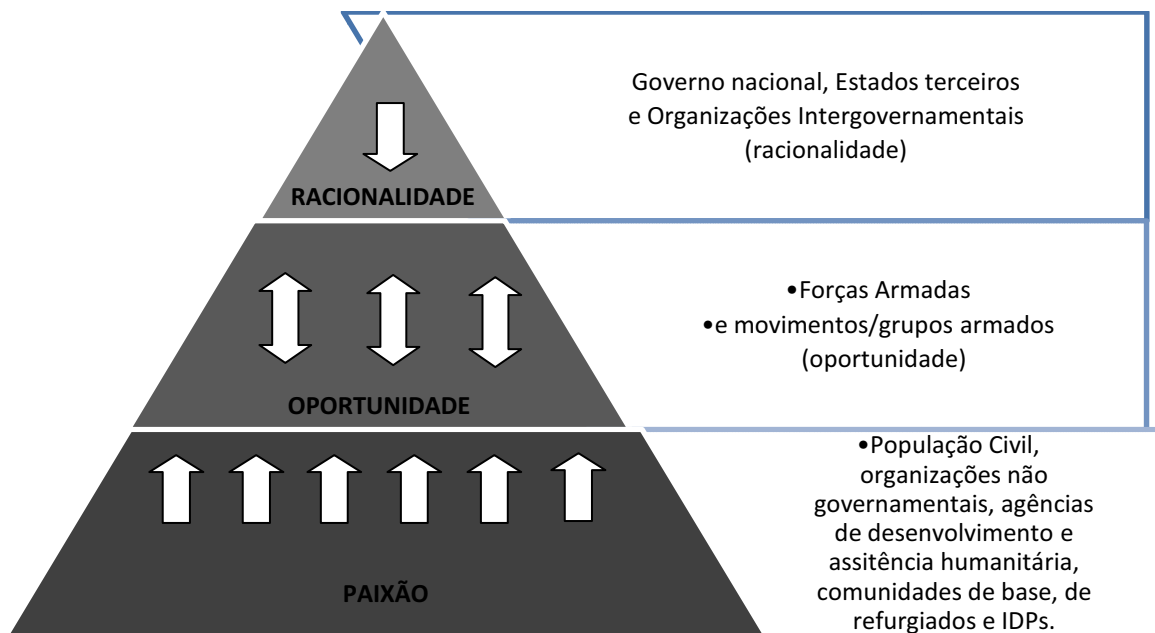 Governo nacional, Estados terceiros
e Organizações Intergovernamentais
(racionalidade)
RACIONALIDADE
•Forças Armadas
•e movimentos/grupos armados
(oportunidade)
OPORTUNIDADE
•População Civil,
organizações não
governamentais, agências
de desenvolvimento e
assitência humanitária,
comunidades de base, de
refurgiados e IDPs.
PAIXÃO